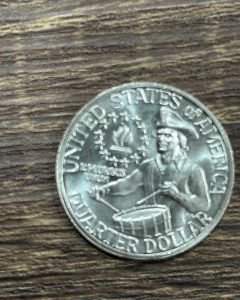 UNITED STATES OF AMERICA
QUARTER DOLLAR